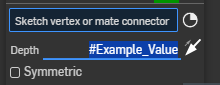 Sketch vertex or mate connector
Depth #Example_Value
Symmetric